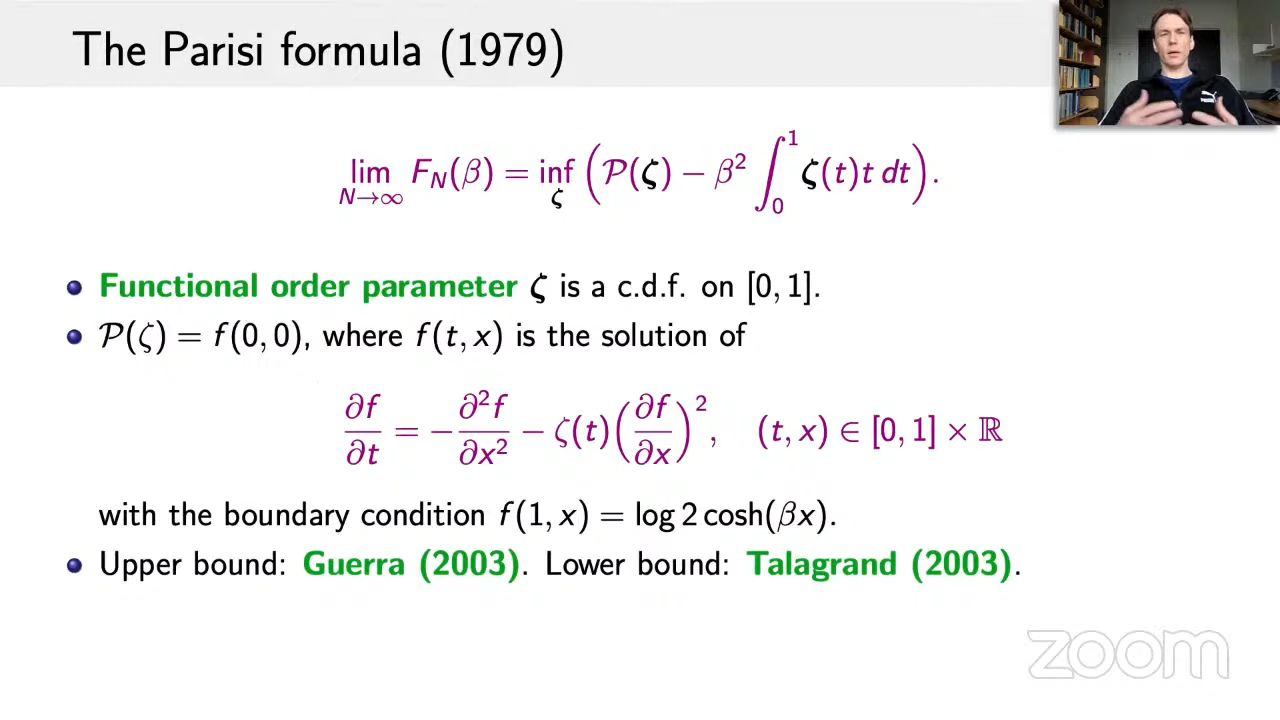 The Parisi formula (1979)
lim_{N→∞} F_N(β) = inf_ζ ( 𝒫(ζ) − β² ∫₀¹ ζ(t)t dt ).
Functional order parameter ζ is a c.d.f. on [0, 1].
𝒫(ζ) = f(0, 0), where f(t, x) is the solution of
∂f/∂t = −∂²f/∂x² − ζ(t)(∂f/∂x)², (t, x) ∈ [0, 1] × ℝ
with the boundary condition f(1, x) = log 2 cosh(βx).
Upper bound: Guerra (2003). Lower bound: Talagrand (2003).
zoom